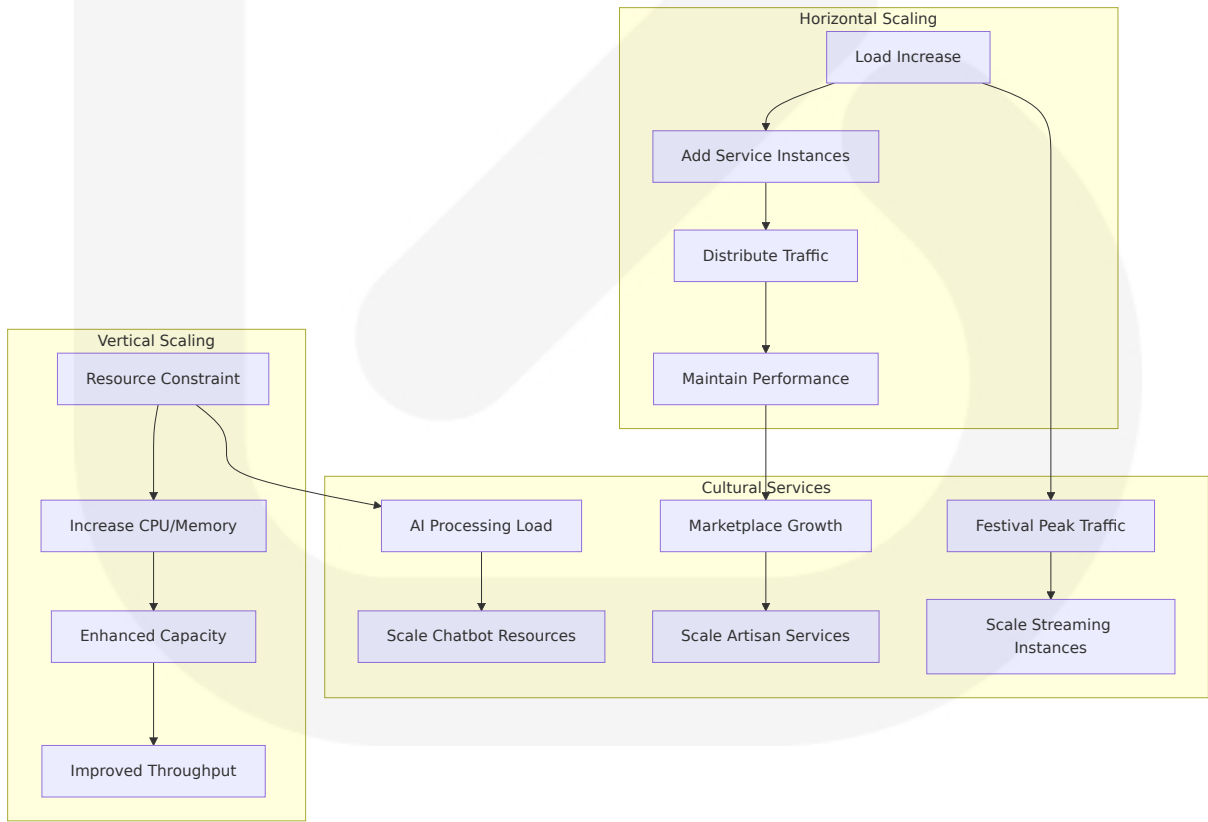 Horizontal Scaling
Load Increase
Add Service Instances
Distribute Traffic
Maintain Performance
Vertical Scaling
Resource Constraint
Increase CPU/Memory
Enhanced Capacity
Improved Throughput
Cultural Services
AI Processing Load
Marketplace Growth
Festival Peak Traffic
Scale Chatbot Resources
Scale Artisan Services
Scale Streaming
Instances